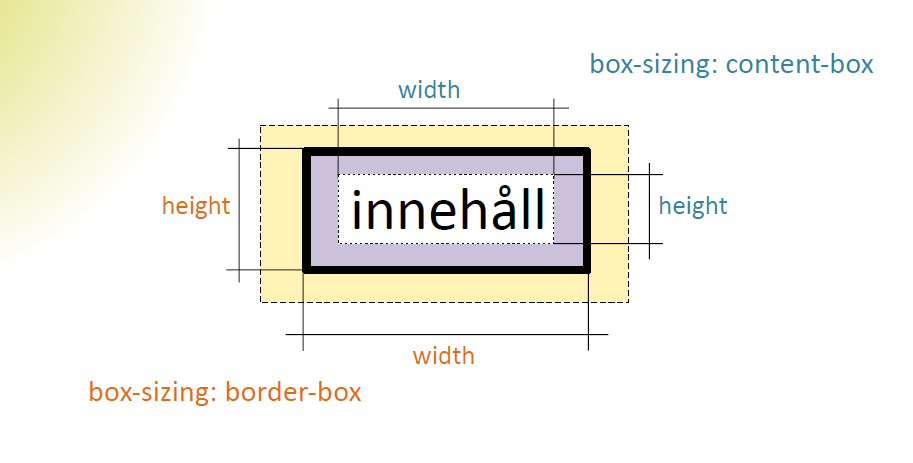 box-sizing: content-box
width
height
innehåll
height
width
box-sizing: border-box